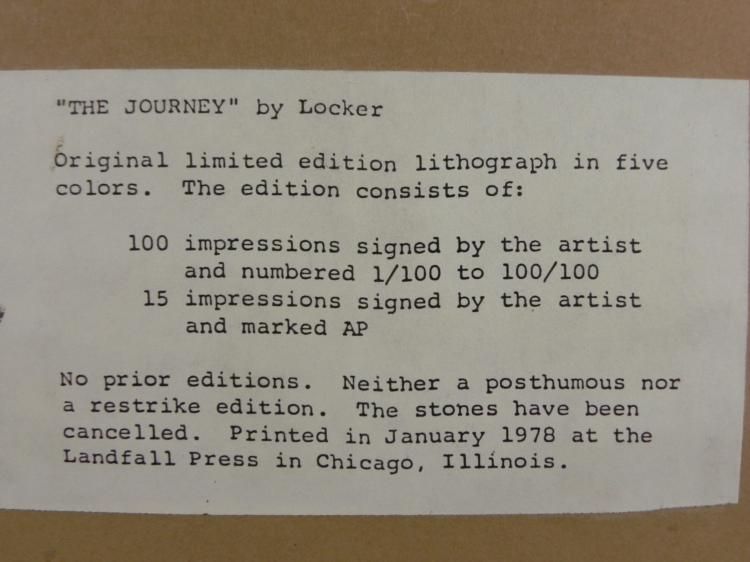 "THE JOURNEY" by Locker
Original limited edition lithograph in five
colors. The edition consists of:
100 impressions signed by the artist
and numbered 1/100 to 100/100
15 impressions signed by the artist
and marked AP
No prior editions. Neither a posthumous nor
a restrike edition. The stones have been
cancelled. Printed in January 1978 at the
Landfall Press in Chicago, Illinois.